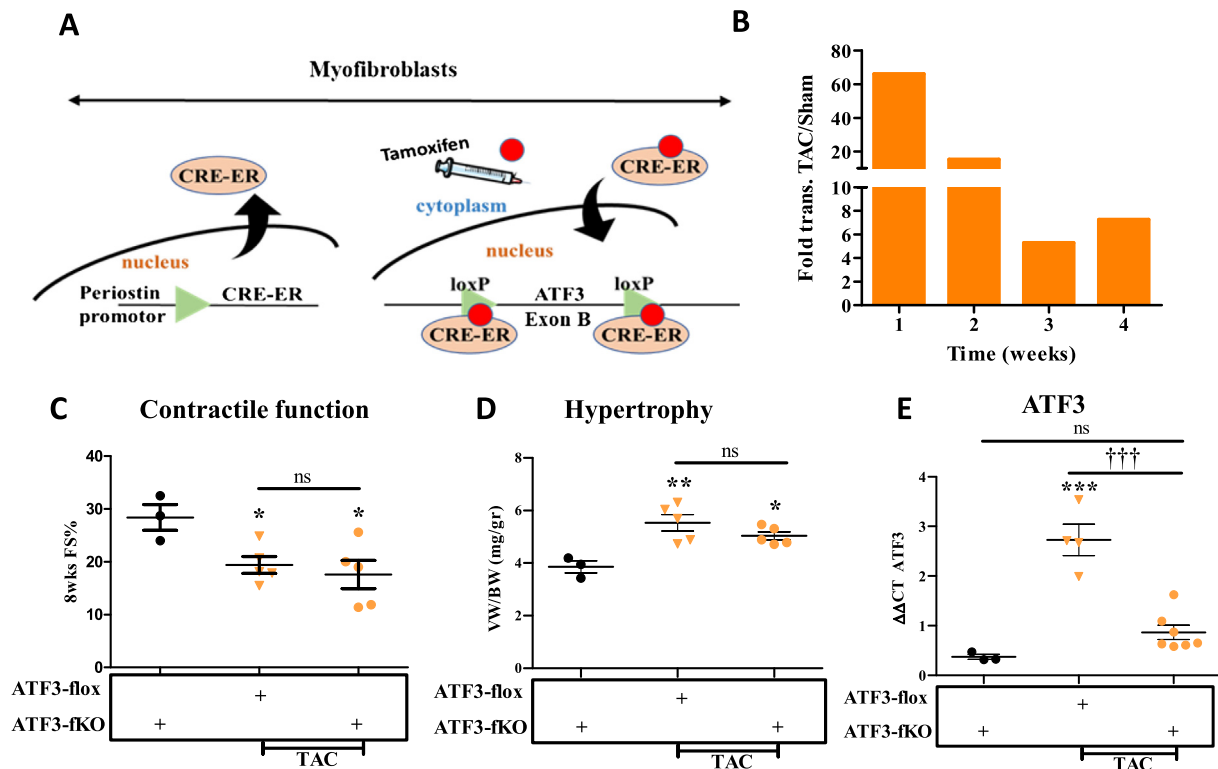 A
Myofibroblasts
CRE-ER
Tamoxifen
CRE-ER
cytoplasm
nucleus
nucleus
Periostin
promotor
CRE-ER
loxP
ATF3
loxP
Exon B
CRE-ER
CRE-ER
B
Fold trans. TAC/Sham
80
60
40
20
10
8
6
4
2
0
1 2 3 4
Time (weeks)
C Contractile function
8wks FS%
40
30
20
10
0
ns
* *
ATF3-flox +
ATF3-fKO + +
TAC
D Hypertrophy
VW/BW (mg/gr)
8
6
4
2
0
ns
** *
ATF3-flox +
ATF3-fKO + +
TAC
E ATF3
ΔΔCT ATF3
4
3
2
1
0
ns
†††
***
ATF3-flox +
ATF3-fKO + +
TAC